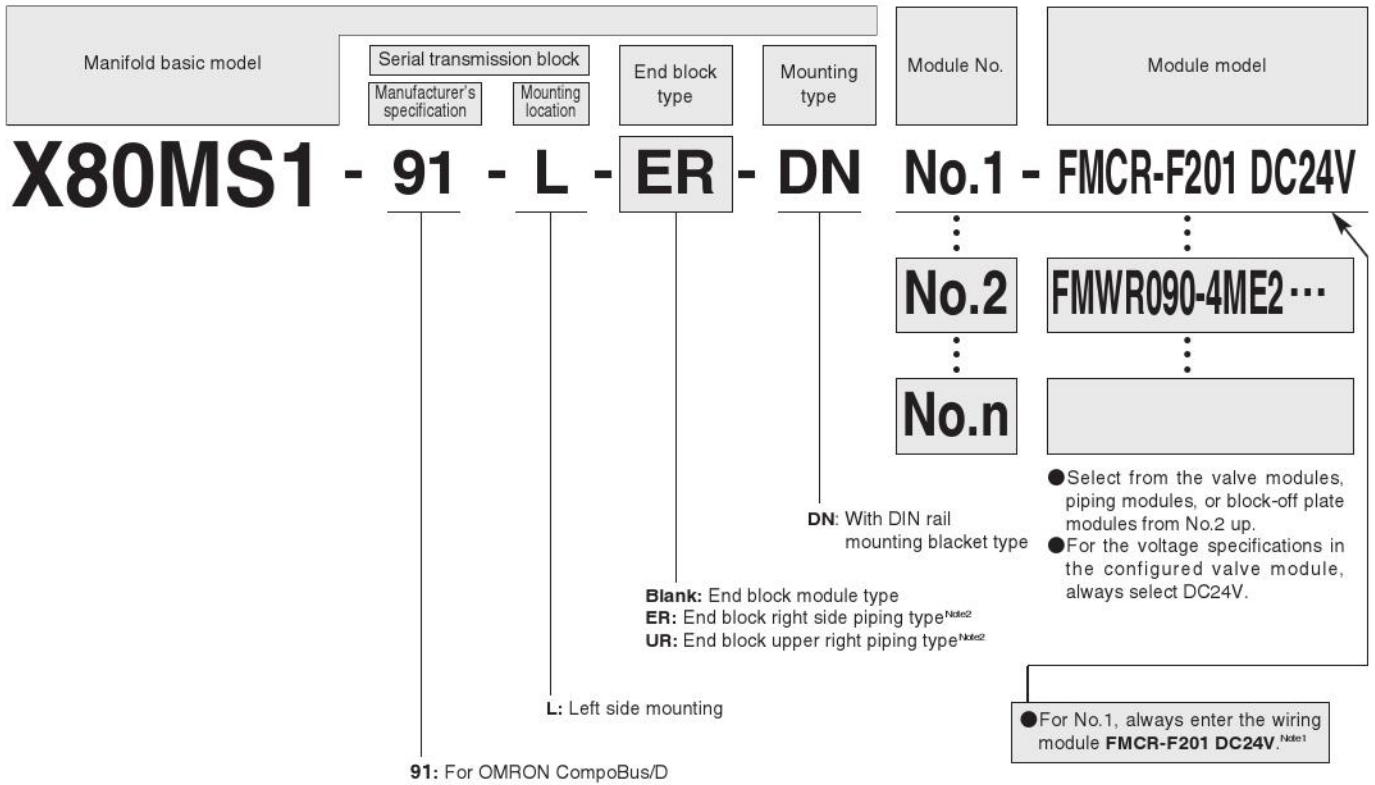 Manifold basic model
Serial transmission block
Manufacturer's
specification
Mounting
location
End block
type
Mounting
type
Module No.
Module model
X80MS1 - 91 - L - ER - DN No.1 - FMCR-F201 DC24V
No.2 FMWR090-4ME2 ···
No.n
●Select from the valve modules,
piping modules, or block-off plate
modules from No.2 up.
●For the voltage specifications in
the configured valve module,
always select DC24V.
DN: With DIN rail
mounting blacket type
Blank: End block module type
ER: End block right side piping type Note2
UR: End block upper right piping type Note2
L: Left side mounting
●For No.1, always enter the wiring
module FMCR-F201 DC24V. Note1
91: For OMRON CompoBus/D